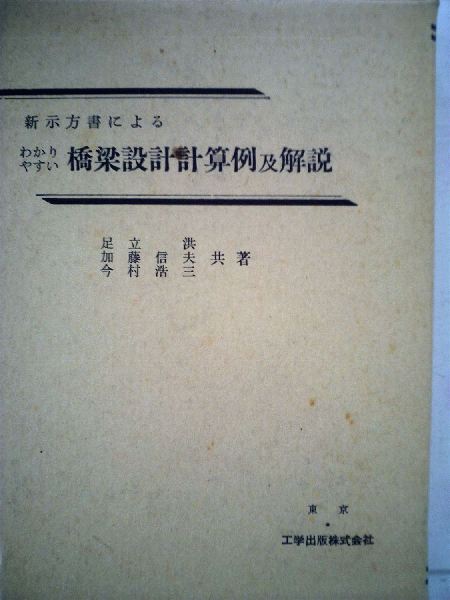 新示方書による
わかり
やすい 橋梁設計計算例及解説
足立 洪
加藤信夫 共著
今村浩三
東京
工学出版株式会社